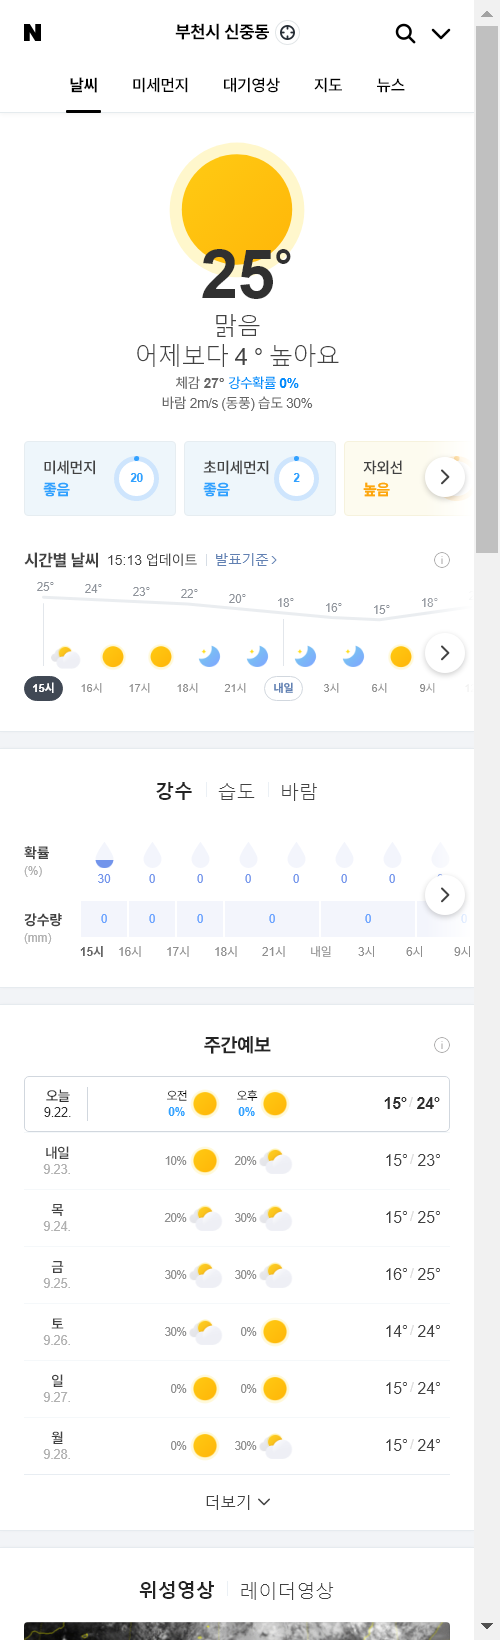 N 부천시 신중동
날씨 미세먼지 대기영상 지도 뉴스
25°
맑음
어제보다 4 ° 높아요
체감 27° 강수확률 0%
바람 2m/s (동풍) 습도 30%
미세먼지 좋음 20 초미세먼지 좋음 2 자외선 높음
시간별 날씨 15:13 업데이트 발표기준
25° 24° 23° 22° 20° 18° 16° 15° 18°
15시 16시 17시 18시 21시 내일 3시 6시 9시
강수 습도 바람
확률
(%)
30 0 0 0 0 0 0
강수량
(mm)
0 0 0 0 0
15시 16시 17시 18시 21시 내일 3시 6시 9시
주간예보
오늘 9.22. 오전 0% 오후 0% 15° / 24°
내일 9.23. 10% 20% 15° / 23°
목 9.24. 20% 30% 15° / 25°
금 9.25. 30% 30% 16° / 25°
토 9.26. 30% 0% 14° / 24°
일 9.27. 0% 0% 15° / 24°
월 9.28. 0% 30% 15° / 24°
더보기
위성영상 레이더영상